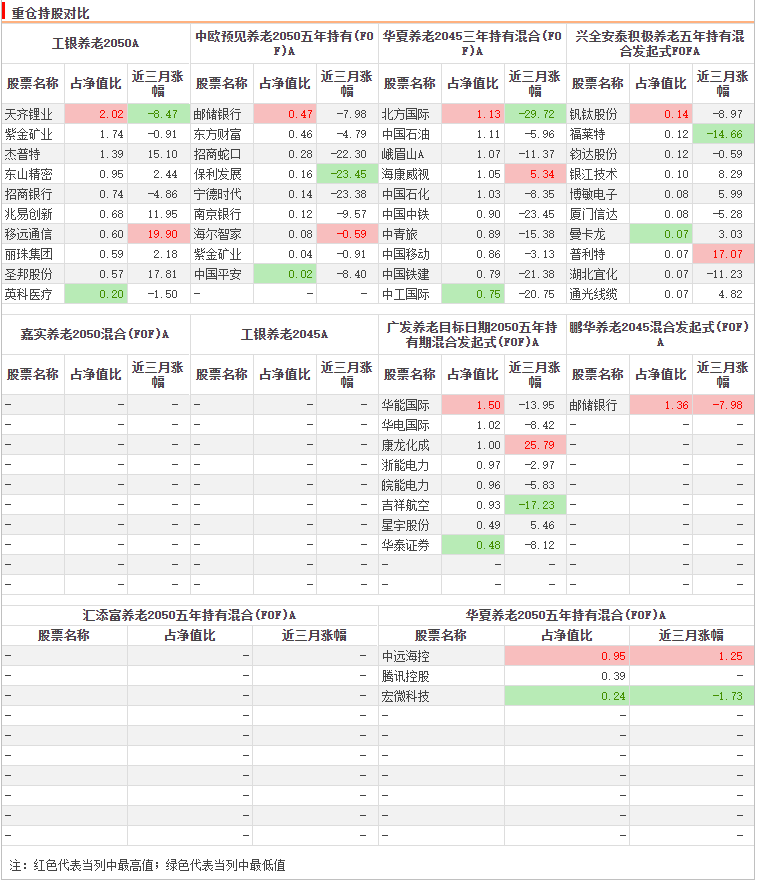 重仓持股对比
工银养老2050A 中欧预见养老2050五年持有(FOF)A 华夏养老2045三年持有混合(FOF)A 兴全安泰积极养老五年持有混合发起式FOFA
股票名称 占净值比 近三月涨幅 股票名称 占净值比 近三月涨幅 股票名称 占净值比 近三月涨幅 股票名称 占净值比 近三月涨幅
天齐锂业 2.02 -8.47 邮储银行 0.47 -7.98 北方国际 1.13 -29.72 钒钛股份 0.14 -8.97
紫金矿业 1.74 -0.91 东方财富 0.46 -4.79 中国石油 1.11 -5.96 福莱特 0.12 -14.66
杰普特 1.39 15.10 招商蛇口 0.28 -22.30 峨眉山A 1.07 -11.37 钧达股份 0.12 -0.59
东山精密 0.95 2.44 保利发展 0.16 -23.45 海康威视 1.05 5.34 银江技术 0.10 8.29
招商银行 0.74 -4.86 宁德时代 0.14 -23.38 中国石化 1.03 -8.35 博敏电子 0.08 5.99
兆易创新 0.68 11.95 南京银行 0.12 -9.57 中国中铁 0.90 -23.45 厦门信达 0.08 -5.28
移远通信 0.60 19.90 海尔智家 0.08 -0.59 中青旅 0.89 -15.38 曼卡龙 0.07 3.03
丽珠集团 0.59 2.18 紫金矿业 0.04 -0.91 中国移动 0.86 -3.13 普利特 0.07 17.07
圣邦股份 0.57 17.81 中国平安 0.02 -8.40 中国铁建 0.79 -21.38 湖北宜化 0.07 -11.23
英科医疗 0.20 -1.50 — — — 中工国际 0.75 -20.75 通光线缆 0.07 4.82
嘉实养老2050混合(FOF)A 工银养老2045A 广发养老目标日期2050五年持有期混合发起式(FOF)A 鹏华养老2045混合发起式(FOF)A
股票名称 占净值比 近三月涨幅 股票名称 占净值比 近三月涨幅 股票名称 占净值比 近三月涨幅 股票名称 占净值比 近三月涨幅
— — — — — — 华能国际 1.50 -13.95 邮储银行 1.36 -7.98
— — — — — — 华电国际 1.02 -8.42 — — —
— — — — — — 康龙化成 1.00 25.79 — — —
— — — — — — 浙能电力 0.97 -2.97 — — —
— — — — — — 皖能电力 0.96 -5.83 — — —
— — — — — — 吉祥航空 0.93 -17.23 — — —
— — — — — — 星宇股份 0.49 5.46 — — —
— — — — — — 华泰证券 0.48 -8.12 — — —
— — — — — — — — — — — —
— — — — — — — — — — — —
汇添富养老2050五年持有混合(FOF)A 华夏养老2050五年持有混合(FOF)A
股票名称 占净值比 近三月涨幅 股票名称 占净值比 近三月涨幅
— — — 中远海控 0.95 1.25
— — — 腾讯控股 0.39 —
— — — 宏微科技 0.24 -1.73
— — — — — —
— — — — — —
— — — — — —
— — — — — —
— — — — — —
— — — — — —
— — — — — —
注：红色代表当列中最高值；绿色代表当列中最低值